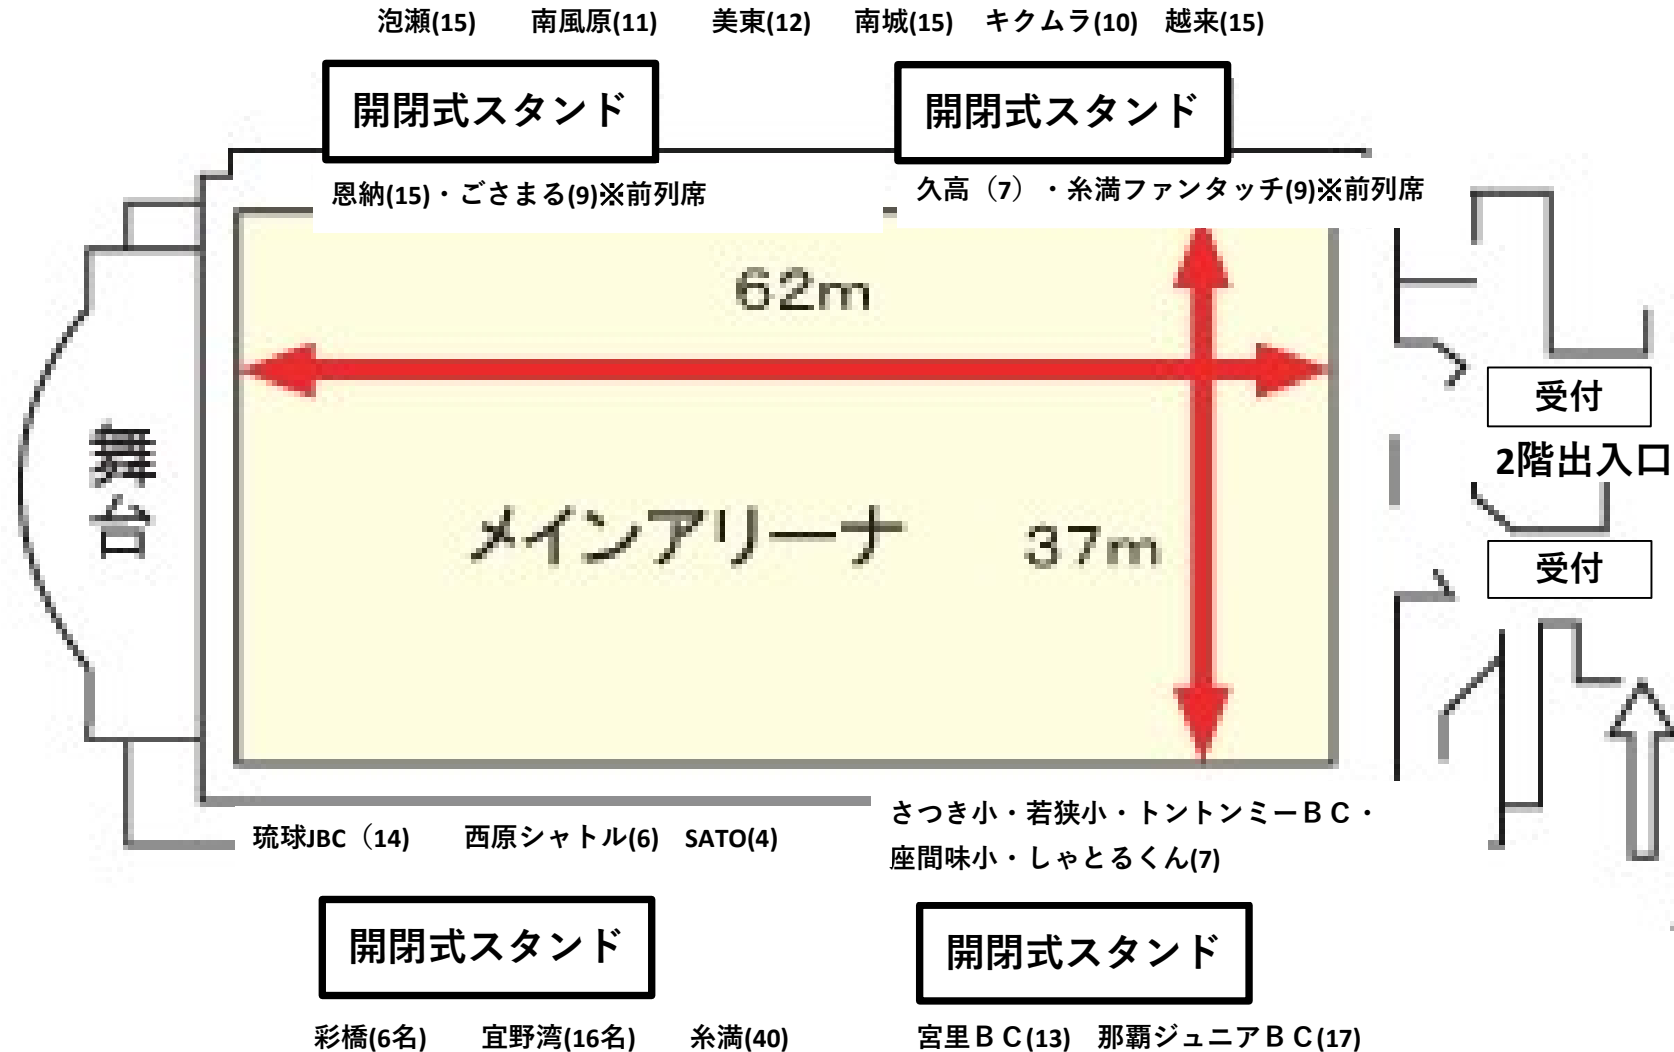 泡瀬(15) 南風原(11) 美東(12) 南城(15) キクムラ(10) 越来(15)
開閉式スタンド 開閉式スタンド
恩納(15)・ごさまる(9)※前列席 久高（7）・糸満ファンタッチ(9)※前列席
62m
受付
2階出入口
舞台
メインアリーナ 37m
受付
さつき小・若狭小・トントンミーＢＣ・
琉球JBC（14) 西原シャトル(6) SATO(4)
座間味小・しゃとるくん(7)
開閉式スタンド 開閉式スタンド
彩橋(6名) 宜野湾(16名) 糸満(40) 宮里ＢＣ(13) 那覇ジュニアＢＣ(17)